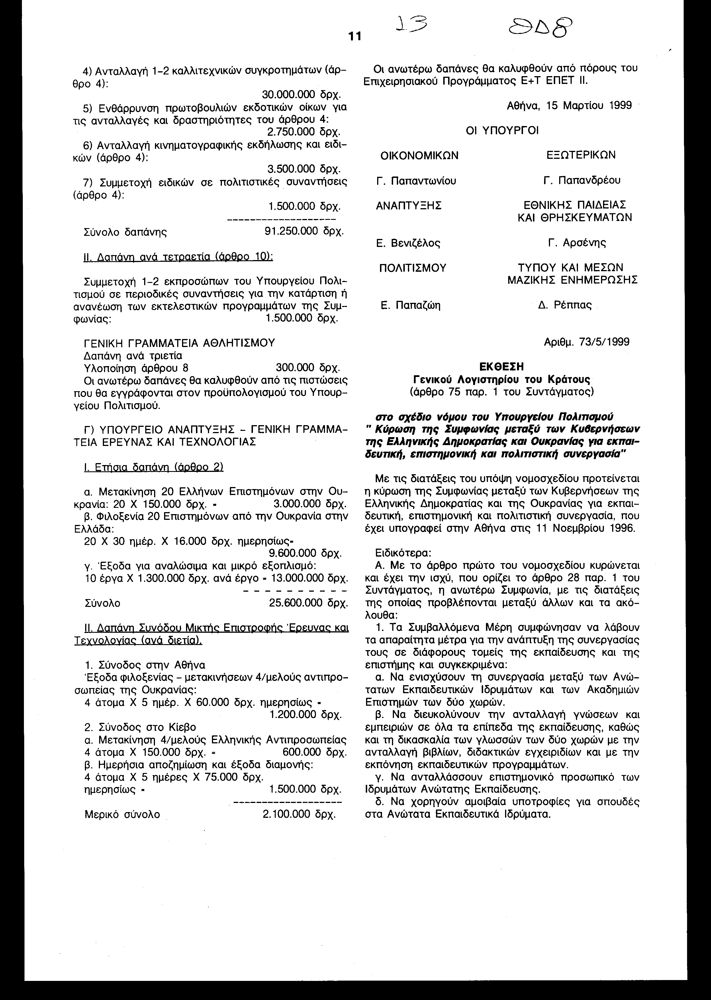 13
8Δ8
11
4) Ανταλλαγή 1-2 καλλιτεχνικών συγκροτημάτων (άρ-
θρο 4):
30.000.000 δρχ.
5) Ενθάρρυνση πρωτοβουλιών εκδοτικών οίκων για
τις ανταλλαγές και δραστηριότητες του άρθρου 4:
2.750.000 δρχ.
6) Ανταλλαγή κινηματογραφικής εκδήλωσης και ειδι-
κών (άρθρο 4):
3.500.000 δρχ.
7) Συμμετοχή ειδικών σε πολιτιστικές συναντήσεις
(άρθρο 4):
1.500.000 δρχ.
--------------------
Σύνολο δαπάνης 91.250.000 δρχ.
ΙΙ. Δαπάνη ανά τετραετία (άρθρο 10):
Συμμετοχή 1-2 εκπροσώπων του Υπουργείου Πολι-
τισμού σε περιοδικές συναντήσεις για την κατάρτιση ή
ανανέωση των εκτελεστικών προγραμμάτων της Συμ-
φωνίας: 1.500.000 δρχ.
ΓΕΝΙΚΗ ΓΡΑΜΜΑΤΕΙΑ ΑΘΛΗΤΙΣΜΟΥ
Δαπάνη ανά τριετία
Υλοποίηση άρθρου 8 300.000 δρχ.
Οι ανωτέρω δαπάνες θα καλυφθούν από τις πιστώσεις
που θα εγγράφονται στον προϋπολογισμού του Υπουρ-
γείου Πολιτισμού.
Γ) ΥΠΟΥΡΓΕΙΟ ΑΝΑΠΤΥΞΗΣ - ΓΕΝΙΚΗ ΓΡΑΜΜΑ-
ΤΕΙΑ ΕΡΕΥΝΑΣ ΚΑΙ ΤΕΧΝΟΛΟΓΙΑΣ
Ι. Ετήσια δαπάνη (άρθρο 2)
α. Μετακίνηση 20 Ελλήνων Επιστημόνων στην Ου-
κρανία: 20 Χ 150.000 δρχ. = 3.000.000 δρχ.
β. Φιλοξενία 20 Επιστημόνων από την Ουκρανία στην
Ελλάδα:
20 Χ 30 ημέρ. Χ 16.000 δρχ. ημερησίως=
9.600.000 δρχ.
γ. Έξοδα για αναλώσιμα και μικρό εξοπλισμό:
10 έργα Χ 1.300.000 δρχ. ανά έργο = 13.000.000 δρχ.
- - - - - - - - - -
Σύνολο 25.600.000 δρχ.
ΙΙ. Δαπάνη Συνόδου Μικτής Επιστροφής Έρευνας και
Τεχνολογίας (ανά διετία).
1. Σύνοδος στην Αθήνα
Έξοδα φιλοξενίας - μετακινήσεων 4/μελούς αντιπρο-
σωπείας της Ουκρανίας:
4 άτομα Χ 5 ημέρ. Χ 60.000 δρχ. ημερησίως =
1.200.000 δρχ.
2. Σύνοδος στο Κίεβο
α. Μετακίνηση 4/μελούς Ελληνικής Αντιπροσωπείας
4 άτομα Χ 150.000 δρχ. = 600.000 δρχ.
β. Ημερήσια αποζημίωση και έξοδα διαμονής:
4 άτομα Χ 5 ημέρες Χ 75.000 δρχ.
ημερησίως = 1.500.000 δρχ.
--------------------
Μερικό σύνολο 2.100.000 δρχ.
Οι ανωτέρω δαπάνες θα καλυφθούν από πόρους του
Επιχειρησιακού Προγράμματος Ε+Τ ΕΠΕΤ ΙΙ.
Αθήνα, 15 Μαρτίου 1999
ΟΙ ΥΠΟΥΡΓΟΙ
ΟΙΚΟΝΟΜΙΚΩΝ ΕΞΩΤΕΡΙΚΩΝ
Γ. Παπαντωνίου Γ. Παπανδρέου
ΑΝΑΠΤΥΞΗΣ ΕΘΝΙΚΗΣ ΠΑΙΔΕΙΑΣ
ΚΑΙ ΘΡΗΣΚΕΥΜΑΤΩΝ
Ε. Βενιζέλος Γ. Αρσένης
ΠΟΛΙΤΙΣΜΟΥ ΤΥΠΟΥ ΚΑΙ ΜΕΣΩΝ
ΜΑΖΙΚΗΣ ΕΝΗΜΕΡΩΣΗΣ
Ε. Παπαζώη Δ. Ρέππας
Αριθμ. 73/5/1999
ΕΚΘΕΣΗ
Γενικού Λογιστηρίου του Κράτους
(άρθρο 75 παρ. 1 του Συντάγματος)
στο σχέδιο νόμου του Υπουργείου Πολιτισμού
" Κύρωση της Συμφωνίας μεταξύ των Κυβερνήσεων
της Ελληνικής Δημοκρατίας και Ουκρανίας για εκπαι-
δευτική, επιστημονική και πολιτιστική συνεργασία"
Με τις διατάξεις του υπόψη νομοσχεδίου προτείνεται
η κύρωση της Συμφωνίας μεταξύ των Κυβερνήσεων της
Ελληνικής Δημοκρατίας και της Ουκρανίας για εκπαι-
δευτική, επιστημονική και πολιτιστική συνεργασία, που
έχει υπογραφεί στην Αθήνα στις 11 Νοεμβρίου 1996.
Ειδικότερα:
Α. Με το άρθρο πρώτο του νομοσχεδίου κυρώνεται
και έχει την ισχύ, που ορίζει το άρθρο 28 παρ. 1 του
Συντάγματος, η ανωτέρω Συμφωνία, με τις διατάξεις
της οποίας προβλέπονται μεταξύ άλλων και τα ακό-
λουθα:
1. Τα Συμβαλλόμενα Μέρη συμφώνησαν να λάβουν
τα απαραίτητα μέτρα για την ανάπτυξη της συνεργασίας
τους σε διάφορους τομείς της εκπαίδευσης και της
επιστήμης και συγκεκριμένα:
α. Να ενισχύσουν τη συνεργασία μεταξύ των Ανώ-
τατων Εκπαιδευτικών Ιδρυμάτων και των Ακαδημιών
Επιστημών των δύο χωρών.
β. Να διευκολύνουν την ανταλλαγή γνώσεων και
εμπειριών σε όλα τα επίπεδα της εκπαίδευσης, καθώς
και τη δικασκαλία των γλωσσών των δύο χωρών με την
ανταλλαγή βιβλίων, διδακτικών εγχειριδίων και με την
εκπόνηση εκπαιδευτικών προγραμμάτων.
γ. Να ανταλλάσσουν επιστημονικό προσωπικό των
Ιδρυμάτων Ανώτατης Εκπαίδευσης.
δ. Να χορηγούν αμοιβαία υποτροφίες για σπουδές
στα Ανώτατα Εκπαιδευτικά Ιδρύματα.